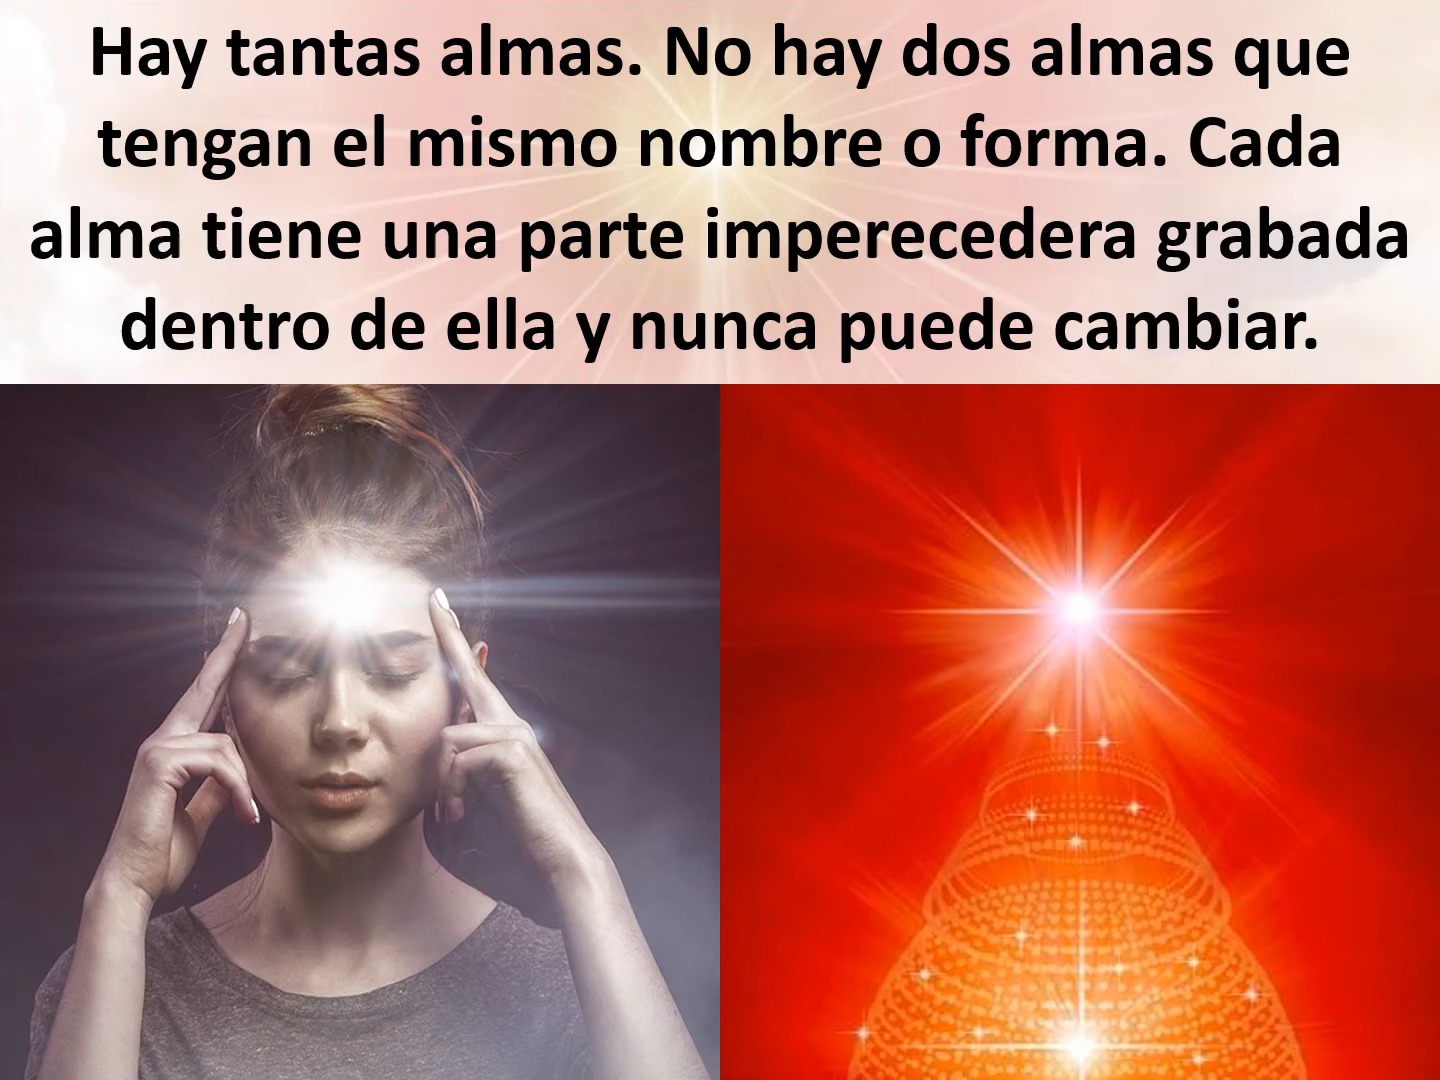 Hay tantas almas. No hay dos almas que
tengan el mismo nombre o forma. Cada
alma tiene una parte imperecedera grabada
dentro de ella y nunca puede cambiar.